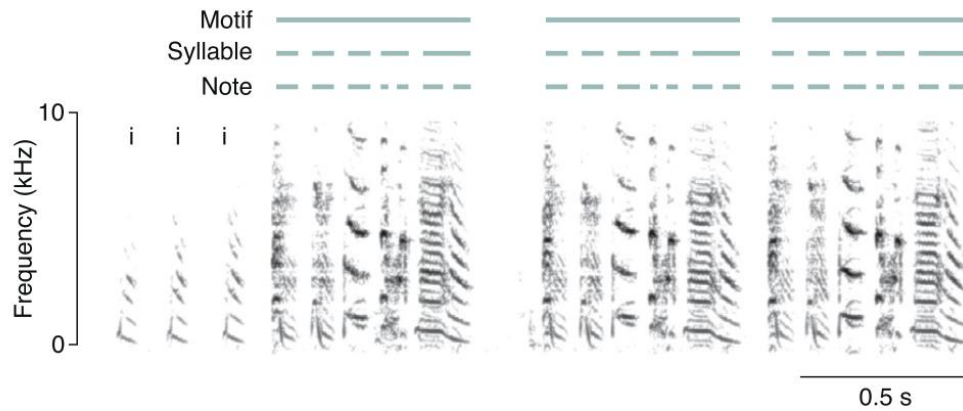 Motif
Syllable
Note
10
i i i
Frequency (kHz)
0
0.5 s